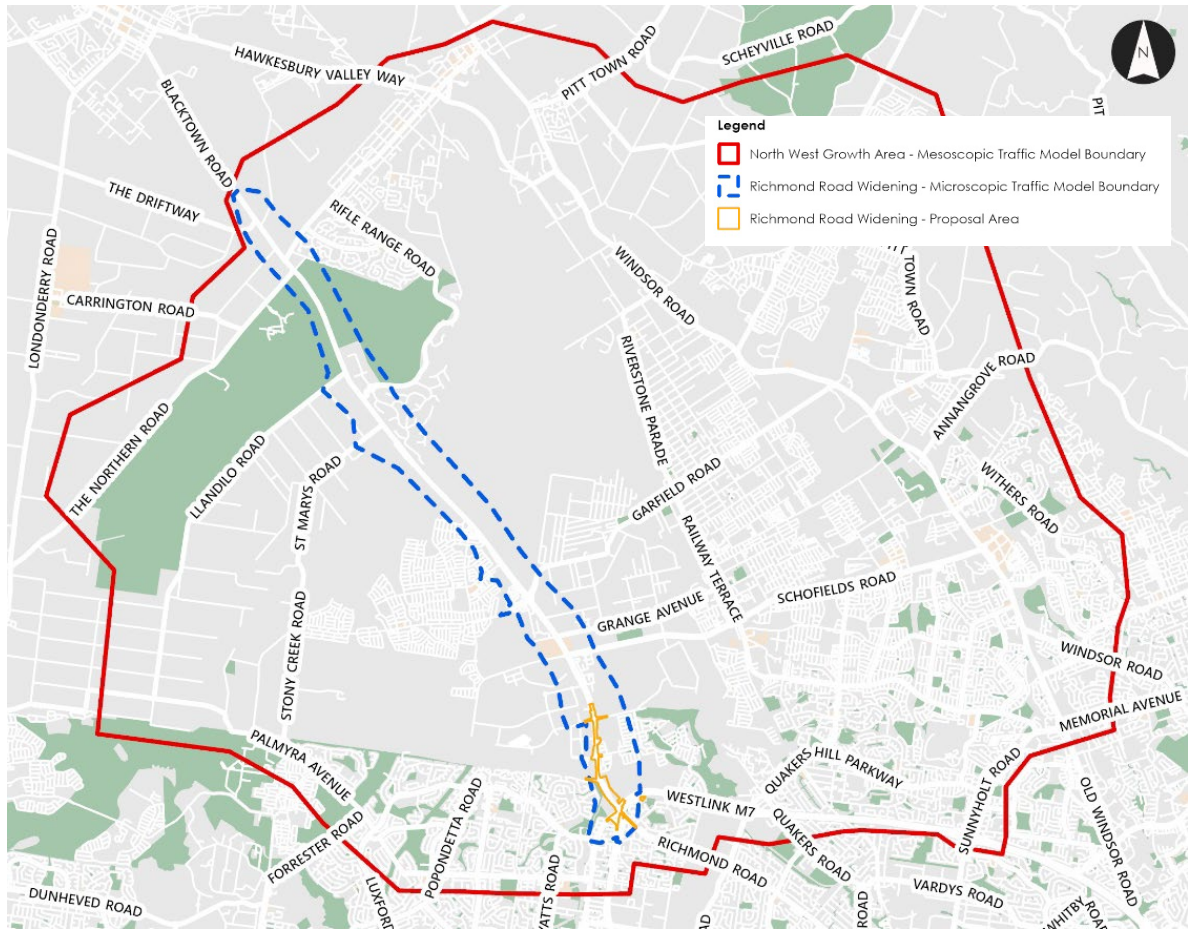 SCHEYVILLE ROAD
PITT TOWN ROAD
N
HAWKESBURY VALLEY WAY
BLACKTOWN ROAD
PIT
Legend
North West Growth Area - Mesoscopic Traffic Model Boundary
Richmond Road Widening - Microscopic Traffic Model Boundary
Richmond Road Widening - Proposal Area
THE DRIFTWAY
RIFLE RANGE ROAD
WINDSOR ROAD
TOWN ROAD
LONDONDERRY ROAD
CARRINGTON ROAD
RIVERSTONE PARADE
ANNANGROVE ROAD
THE NORTHERN ROAD
LLANDILO ROAD
ST MARYS ROAD
GARFIELD ROAD
WITHERS ROAD
RAILWAY TERRACE
SCHOFIELDS ROAD
GRANGE AVENUE
STONY CREEK ROAD
WINDSOR ROAD
MEMORIAL AVENUE
PALMYRA AVENUE
QUAKERS HILL PARKWAY
SUNNYHOLT ROAD
OLD WINDSOR ROAD
WESTLINK M7
POPONDETTA ROAD
FORRESTER ROAD
QUAKERS ROAD
RICHMOND ROAD
VARDYS ROAD
DUNHEVED ROAD
LUXFORD
WATTS ROAD
ROAD
ROAD
WHITBY ROAD